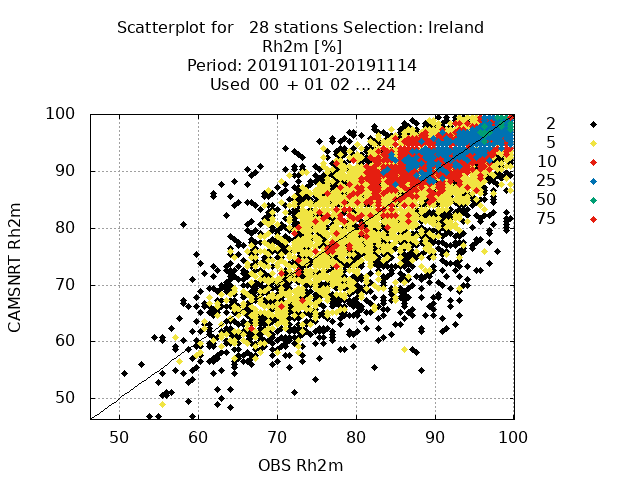 Scatterplot for   28 stations Selection: Ireland
Rh2m [%]
Period: 20191101-20191114
Used  00 + 01 02 ... 24
100
90
80
70
60
50
CAMSNRT Rh2m
50 60 70 80 90 100
OBS Rh2m
2
5
10
25
50
75